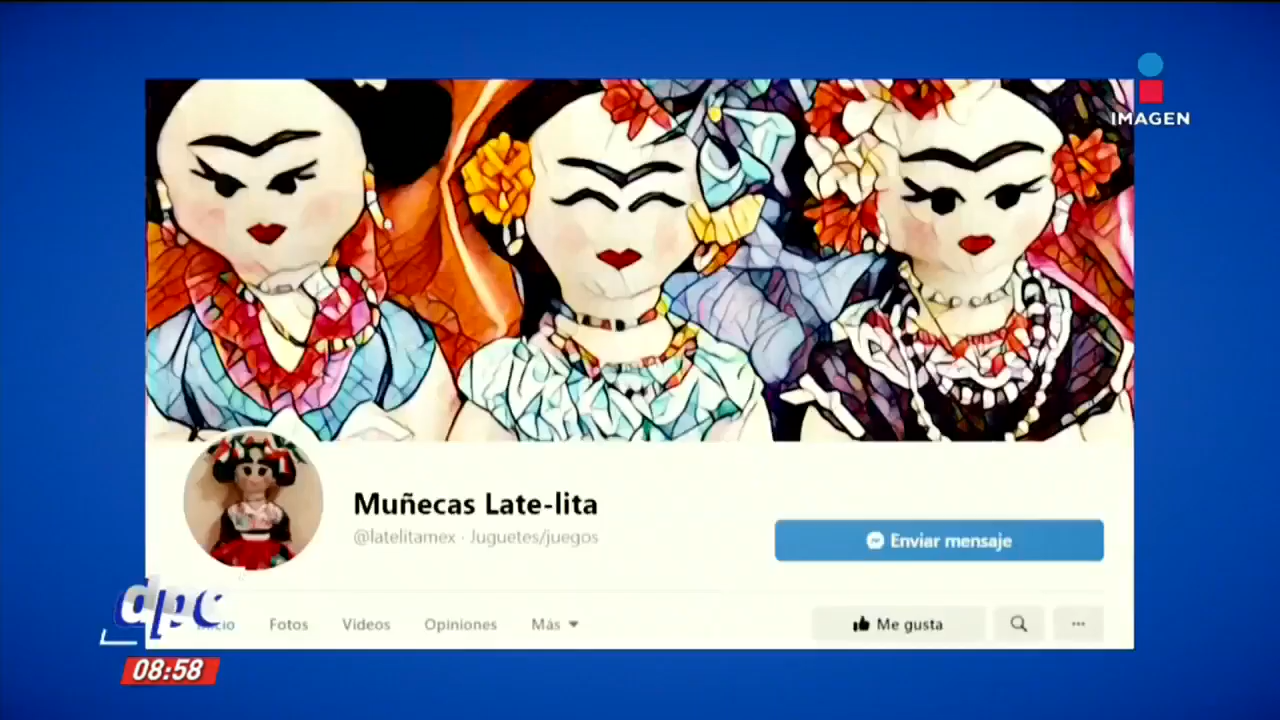 IMAGEN
Muñecas Late-lita
@latelitamex · Juguetes/juegos
Enviar mensaje
dpc
Fotos
Videos
Opiniones
Más
Me gusta
08:58